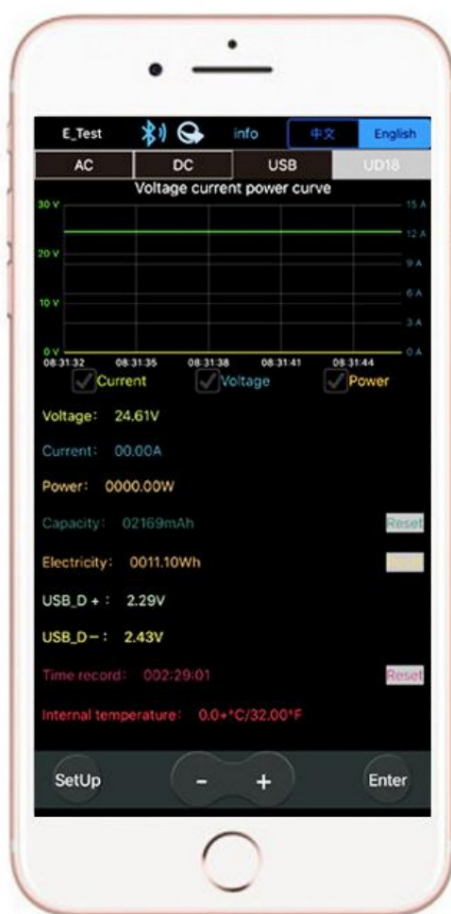 E_Test info 中文 English
AC DC USB UD18
Voltage current power curve
30 V 15 A
12 A
20 V
9 A
10 V 6 A
3 A
0 V 0 A
08:31:32 08:31:35 08:31:38 08:31:41 08:31:44
Current Voltage Power
Voltage: 24.61V
Current: 00.00A
Power: 0000.00W
Capacity: 02169mAh Reset
Electricity: 0011.10Wh
USB_D+: 2.29V
USB_D-: 2.43V
Time record: 002:29:01 Reset
Internal temperature: 0.0+°C/32.00°F
SetUp - + Enter